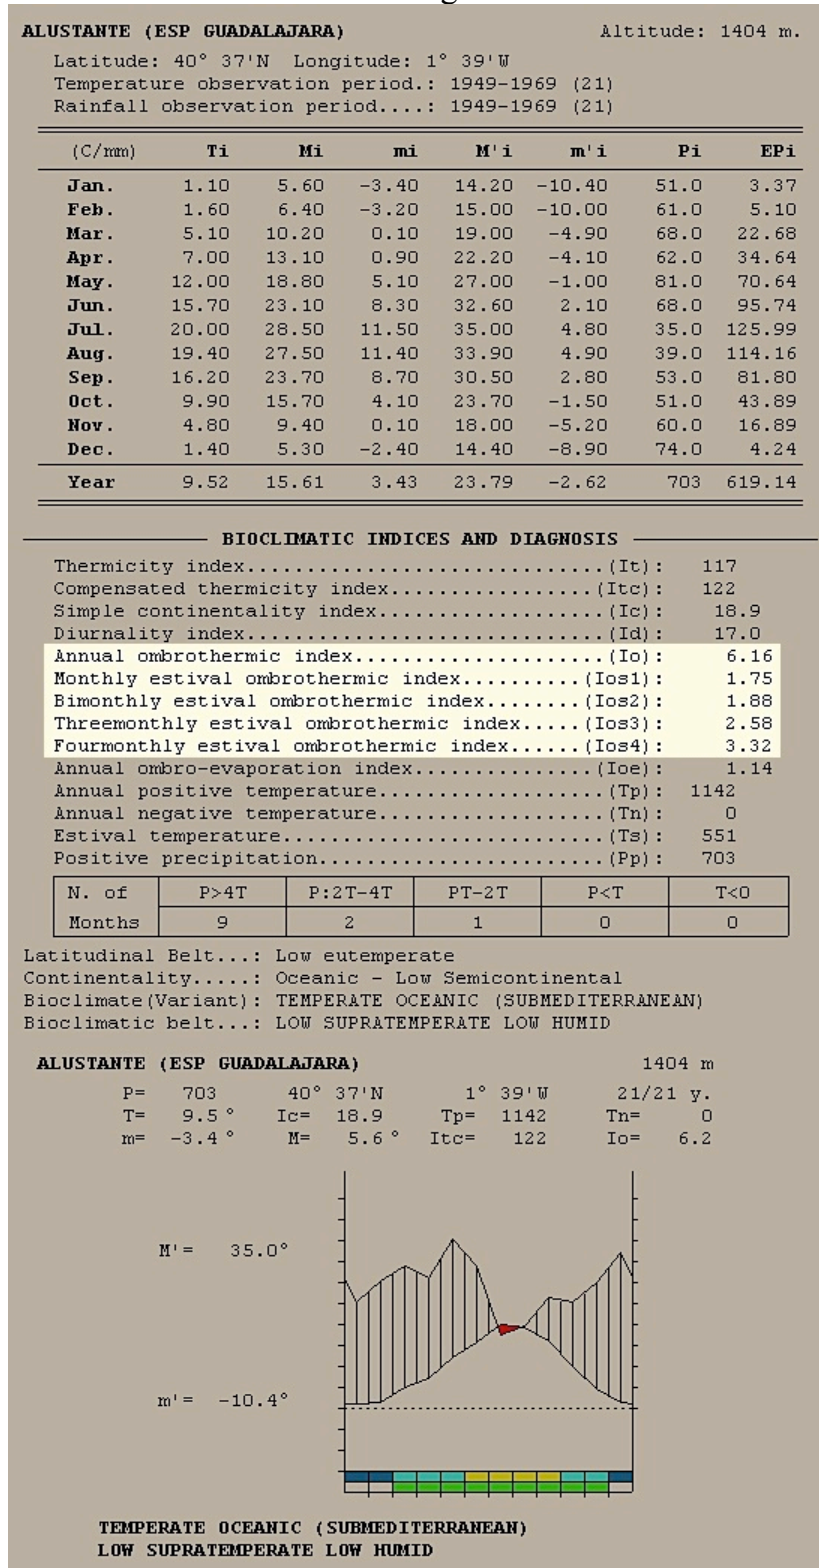 ALUSTANTE (ESP GUADALAJARA) Altitude: 1404 m.
Latitude: 40° 37'N Longitude: 1° 39'W
Temperature observation period.: 1949-1969 (21)
Rainfall observation period....: 1949-1969 (21)
(C/mm) Ti Mi mi M'i m'i Pi EPi
Jan. 1.10 5.60 -3.40 14.20 -10.40 51.0 3.37
Feb. 1.60 6.40 -3.20 15.00 -10.00 61.0 5.10
Mar. 5.10 10.20 0.10 19.00 -4.90 68.0 22.68
Apr. 7.00 13.10 0.90 22.20 -4.10 62.0 34.64
May. 12.00 18.80 5.10 27.00 -1.00 81.0 70.64
Jun. 15.70 23.10 8.30 32.60 2.10 68.0 95.74
Jul. 20.00 28.50 11.50 35.00 4.80 35.0 125.99
Aug. 19.40 27.50 11.40 33.90 4.90 39.0 114.16
Sep. 16.20 23.70 8.70 30.50 2.80 53.0 81.80
Oct. 9.90 15.70 4.10 23.70 -1.50 51.0 43.89
Nov. 4.80 9.40 0.10 18.00 -5.20 60.0 16.89
Dec. 1.40 5.30 -2.40 14.40 -8.90 74.0 4.24
Year 9.52 15.61 3.43 23.79 -2.62 703 619.14
BIOCLIMATIC INDICES AND DIAGNOSIS
Thermicity index..............................(It): 117
Compensated thermicity index..................(Itc): 122
Simple continentality index...................(Ic): 18.9
Diurnality index..............................(Id): 17.0
Annual ombrothermic index.....................(Io): 6.16
Monthly estival ombrothermic index..........(Ios1): 1.75
Bimonthly estival ombrothermic index........(Ios2): 1.88
Threemonthly estival ombrothermic index.....(Ios3): 2.58
Fourmonthly estival ombrothermic index......(Ios4): 3.32
Annual ombro-evaporation index...............(Ioe): 1.14
Annual positive temperature...................(Tp): 1142
Annual negative temperature...................(Tn): 0
Estival temperature...........................(Ts): 551
Positive precipitation........................(Pp): 703
N. of P>4T P:2T-4T PT-2T P<T T<0
Months 9 2 1 0 0
Latitudinal Belt...: Low eutemperate
Continentality.....: Oceanic - Low Semicontinental
Bioclimate(Variant): TEMPERATE OCEANIC (SUBMEDITERRANEAN)
Bioclimatic belt...: LOW SUPRATEMPERATE LOW HUMID
ALUSTANTE (ESP GUADALAJARA) 1404 m
P= 703 40° 37'N 1° 39'W 21/21 y.
T= 9.5° Ic= 18.9 Tp= 1142 Tn= 0
m= -3.4° M= 5.6° Itc= 122 Io= 6.2
M'= 35.0°
m'= -10.4°
TEMPERATE OCEANIC (SUBMEDITERRANEAN)
LOW SUPRATEMPERATE LOW HUMID